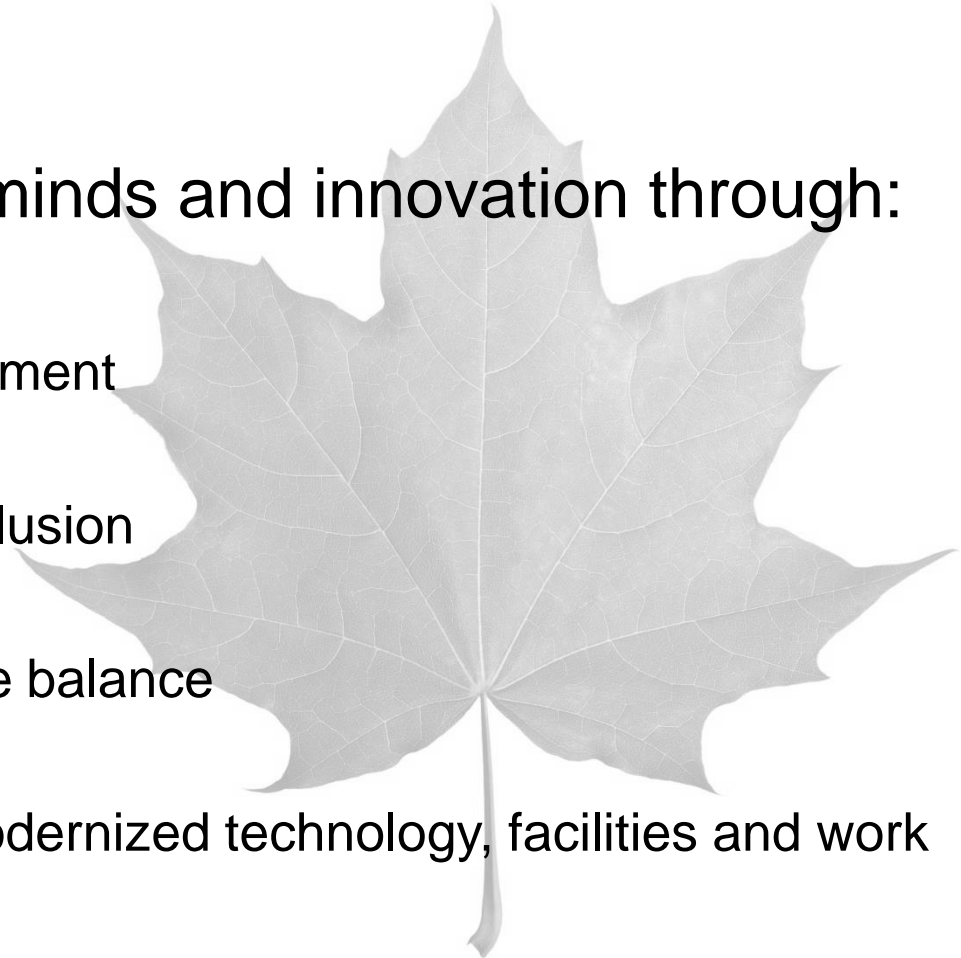 minds and innovation through:
ment
lusion
e balance
odernized technology, facilities and work